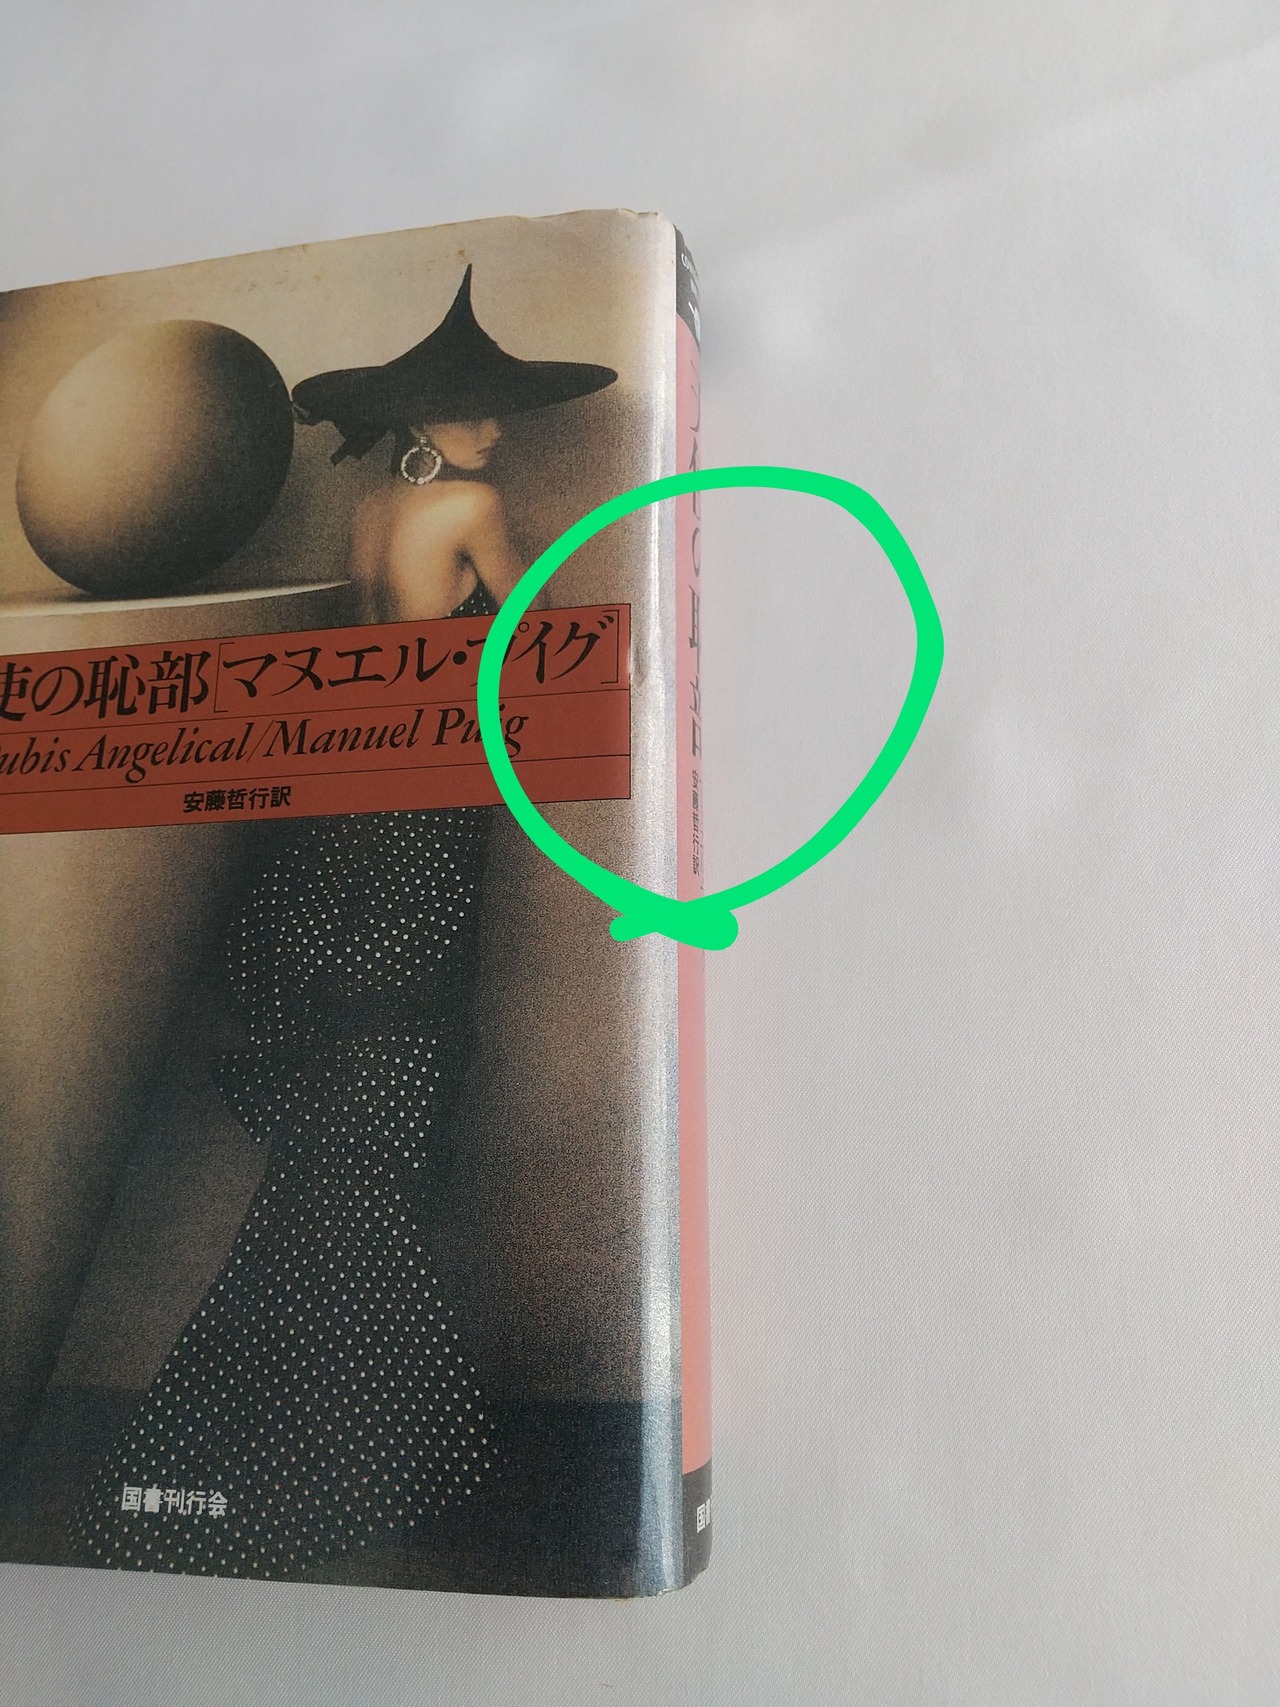 使の恥部[マヌエル・プイグ]
ubis Angelical/Manuel Puig
安藤哲行訳
国書刊行会
国